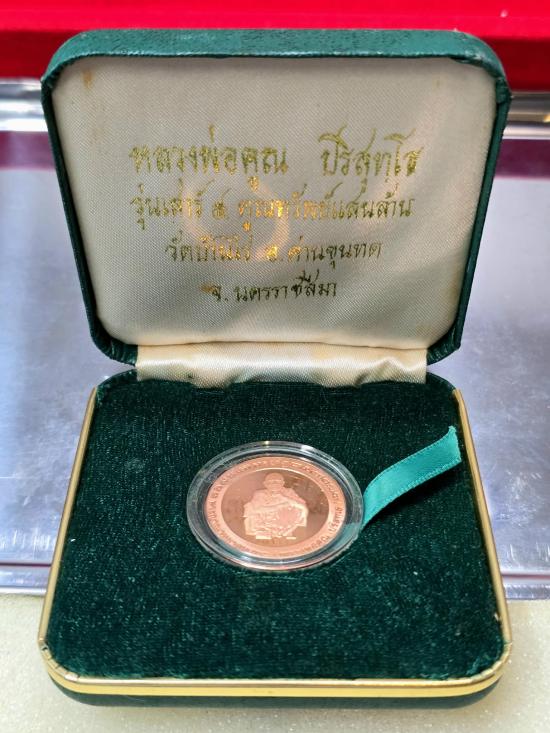 หลวงพ่อคูณ ปริสุทฺโธ
รุ่นเสาร์ ๕ คูณทรัพย์แสนล้าน
วัดบ้านไร่ อ.ด่านขุนทด
จ.นครราชสีมา